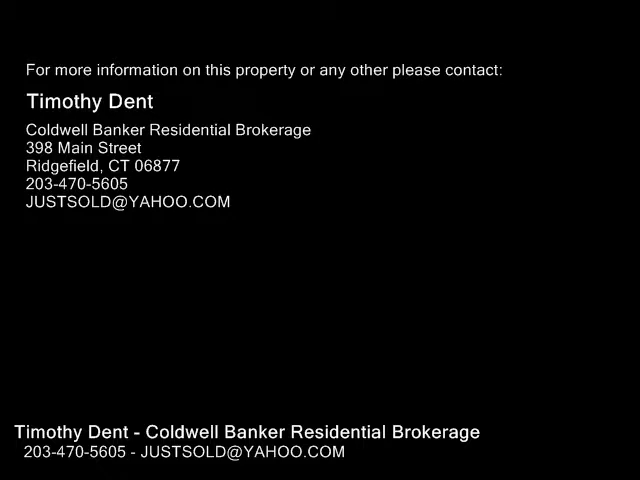 For more information on this property or any other please contact:
Timothy Dent
Coldwell Banker Residential Brokerage
398 Main Street
Ridgefield, CT 06877
203-470-5605
JUSTSOLD@YAHOO.COM
Timothy Dent - Coldwell Banker Residential Brokerage
203-470-5605 - JUSTSOLD@YAHOO.COM